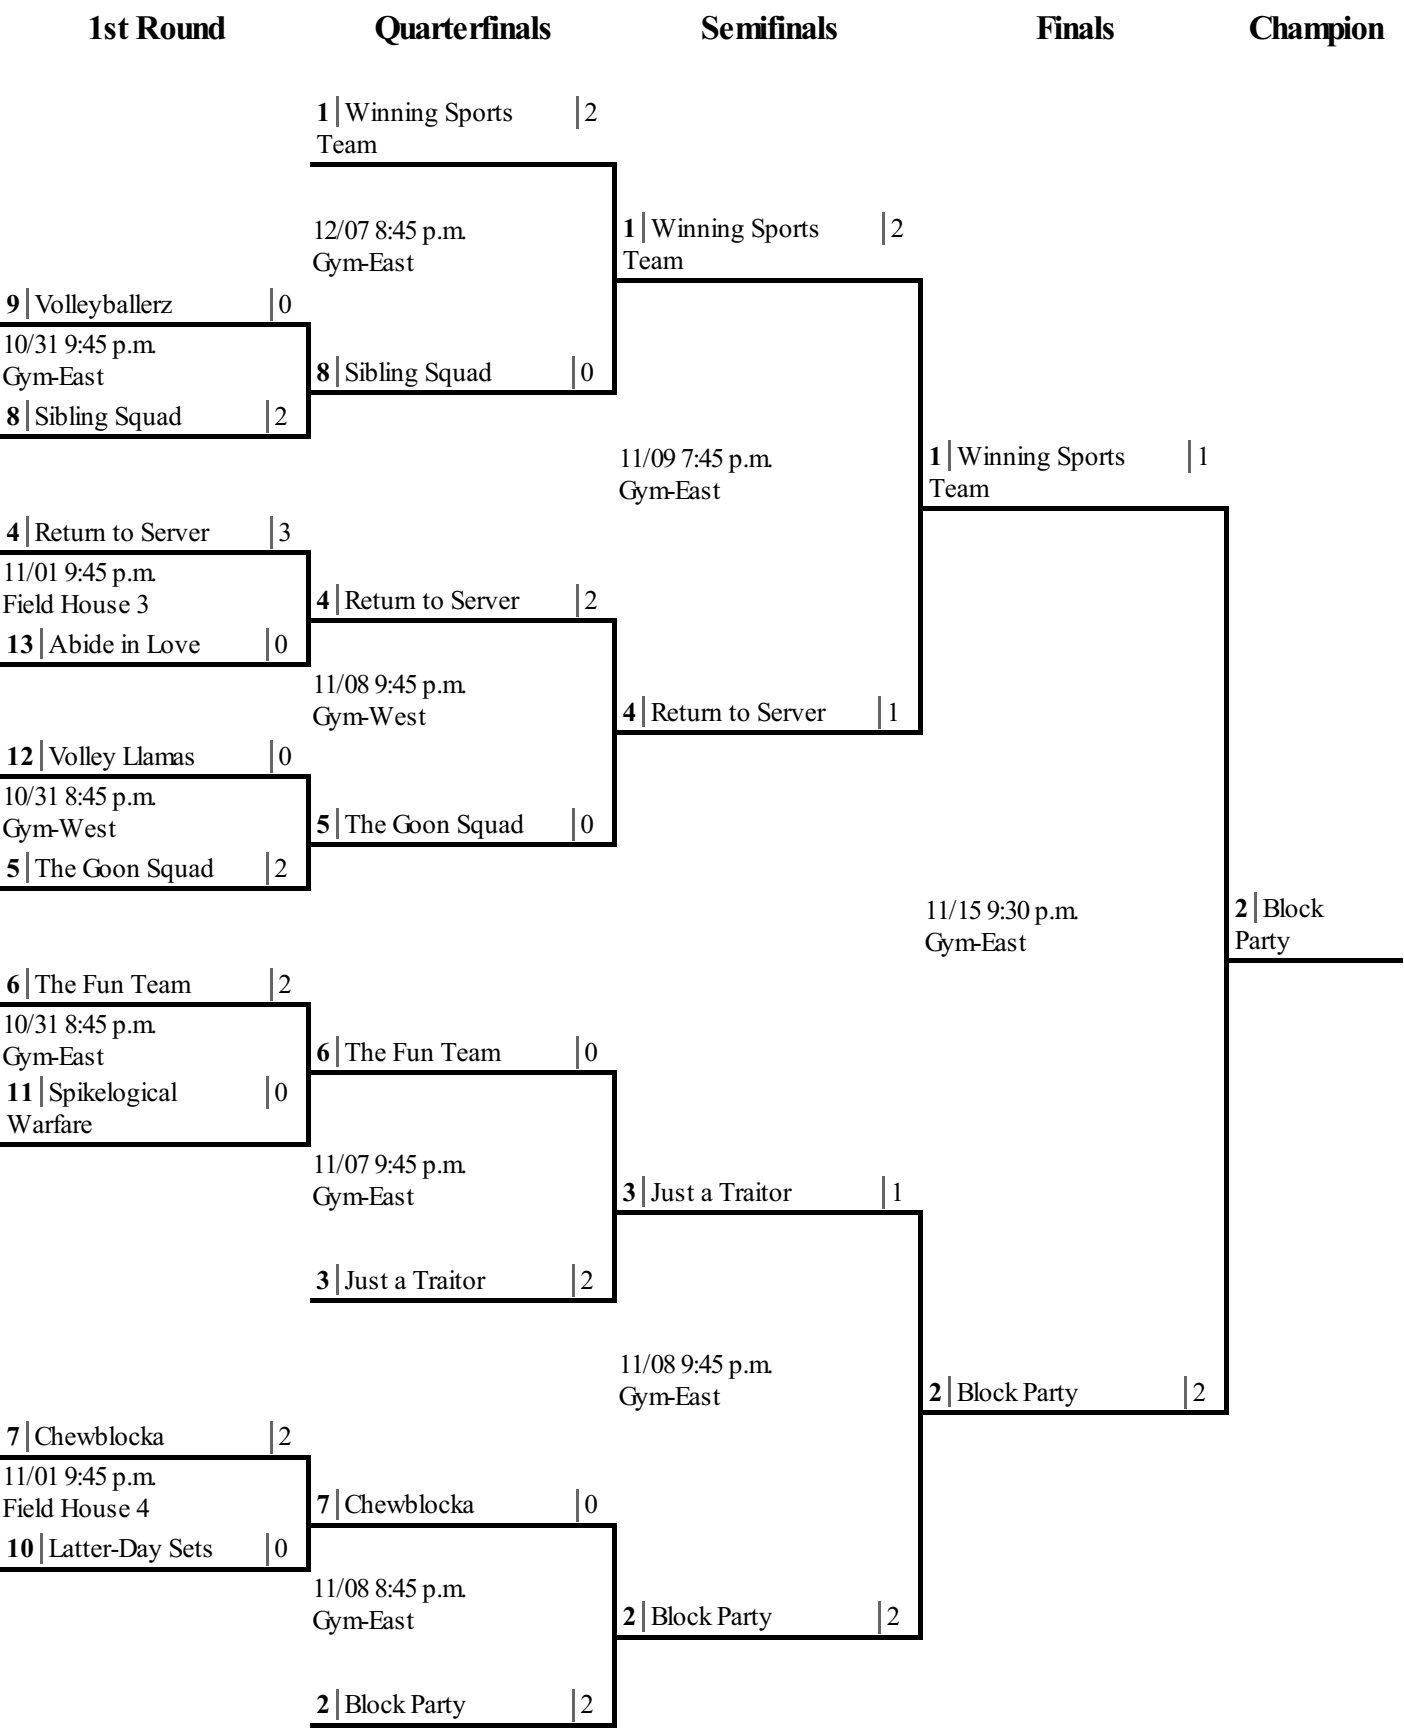 1st Round
Quarterfinals
Semifinals
Finals
Champion
1 Winning Sports 2
Team
12/07 8:45 p.m.
Gym-East
1 Winning Sports 2
Team
9 Volleyballerz 0
10/31 9:45 p.m.
Gym-East
8 Sibling Squad 2
8 Sibling Squad 0
11/09 7:45 p.m.
Gym-East
1 Winning Sports 1
Team
4 Return to Server 3
11/01 9:45 p.m.
Field House 3
13 Abide in Love 0
4 Return to Server 2
11/08 9:45 p.m.
Gym-West
4 Return to Server 1
12 Volley Llamas 0
10/31 8:45 p.m.
Gym-West
5 The Goon Squad 2
5 The Goon Squad 0
11/15 9:30 p.m.
Gym-East
2 Block
Party
6 The Fun Team 2
10/31 8:45 p.m.
Gym-East
11 Spikelogical 0
Warfare
6 The Fun Team 0
11/07 9:45 p.m.
Gym-East
3 Just a Traitor 1
3 Just a Traitor 2
11/08 9:45 p.m.
Gym-East
2 Block Party 2
7 Chewblocka 2
11/01 9:45 p.m.
Field House 4
10 Latter-Day Sets 0
7 Chewblocka 0
11/08 8:45 p.m.
Gym-East
2 Block Party 2
2 Block Party 2